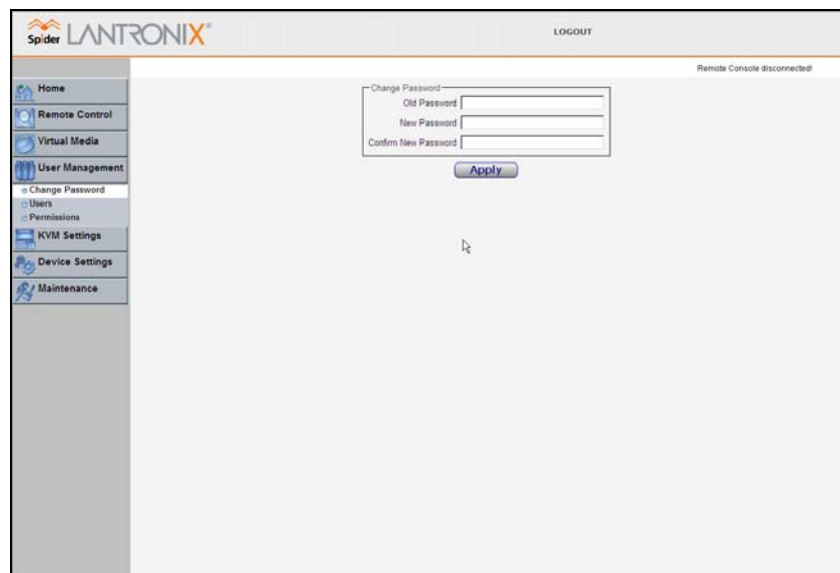 Spider LANTRONIX®
LOGOUT
Remote Console disconnected!
Home
Remote Control
Virtual Media
User Management
Change Password
Users
Permissions
KVM Settings
Device Settings
Maintenance
Change Password
Old Password
New Password
Confirm New Password
Apply